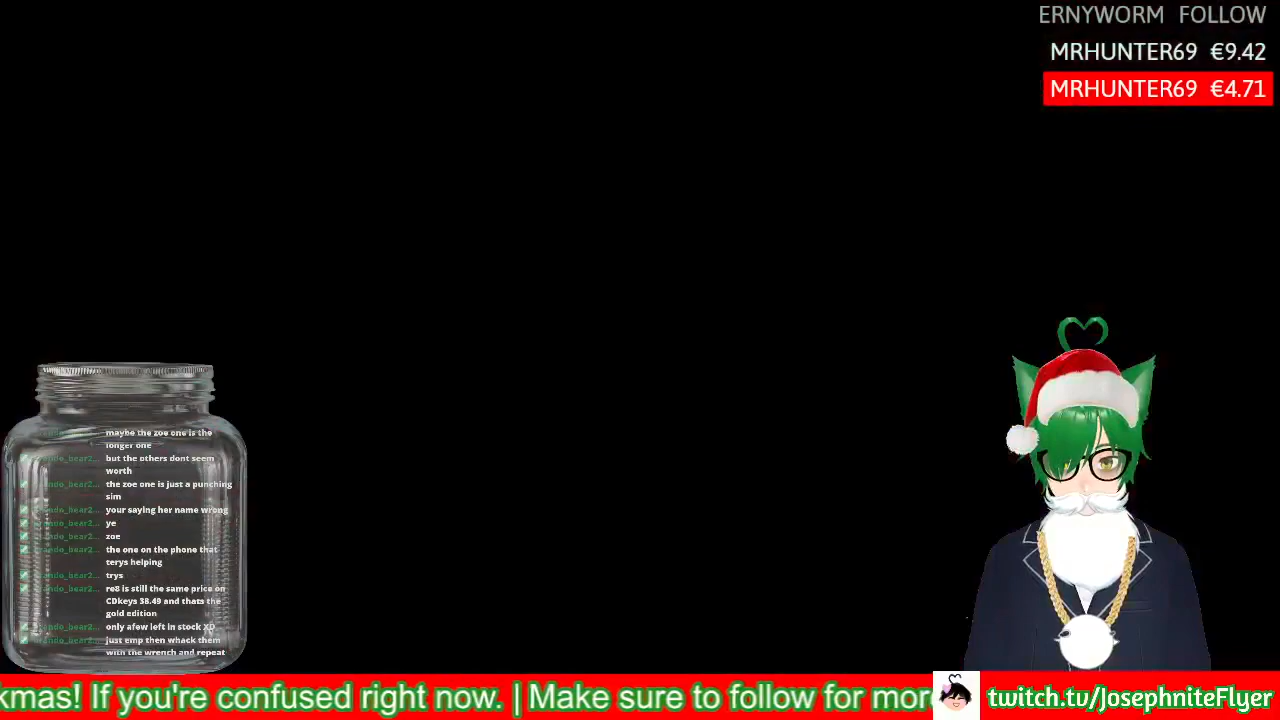 ERNYWORM FOLLOW
MRHUNTER69 €9.42
MRHUNTER69 €4.71
maybe the zoe one is the
longer one
but the others dont seem
worth
the zoe one is just a punching
sim
your saying her name wrong
ye
zoe
the one on the phone that
terys helping
trys
re8 is still the same price on
CDkeys 38.49 and thats the
gold edition
only afew left in stock XD
just emp then whack them
with the wrench and repeat
kmas! If you're confused right now. | Make sure to follow for more
twitch.tv/JosephniteFlyer